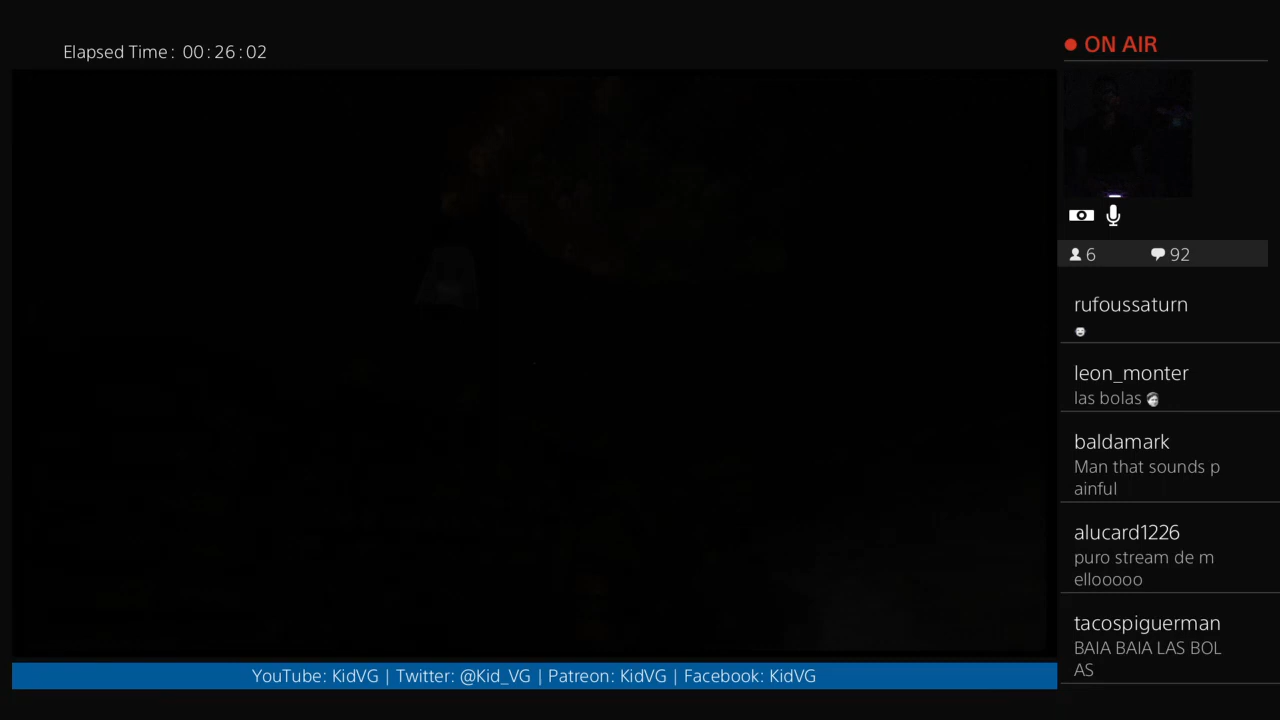 Elapsed Time: 00:26:02
ON AIR
6 92
rufoussaturn
leon_monter
las bolas
baldamark
Man that sounds p
ainful
alucard1226
puro stream de m
ellooooo
tacospiguerman
BAIA BAIA LAS BOL
AS
YouTube: KidVG | Twitter: @Kid_VG | Patreon: KidVG | Facebook: KidVG